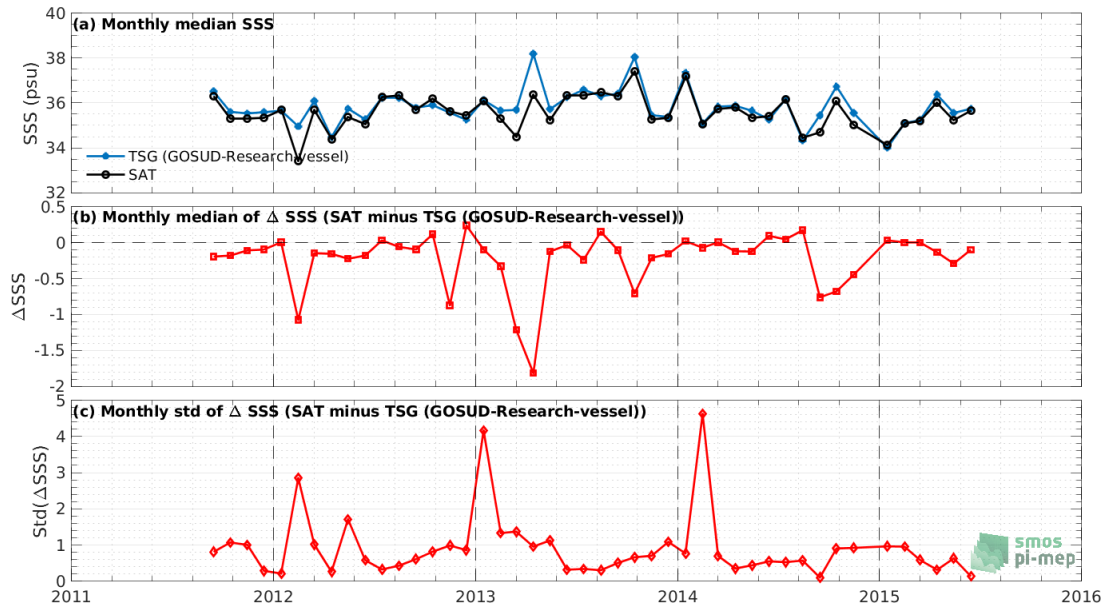 (a) Monthly median SSS
40
38
36
34
32
SSS (psu)
TSG (GOSUD-Research-vessel)
SAT
(b) Monthly median of Δ SSS (SAT minus TSG (GOSUD-Research-vessel))
0.5
0
-0.5
-1
-1.5
-2
ΔSSS
(c) Monthly std of Δ SSS (SAT minus TSG (GOSUD-Research-vessel))
5
4
3
2
1
0
Std(ΔSSS)
smos
pi-mep
2011 2012 2013 2014 2015 2016